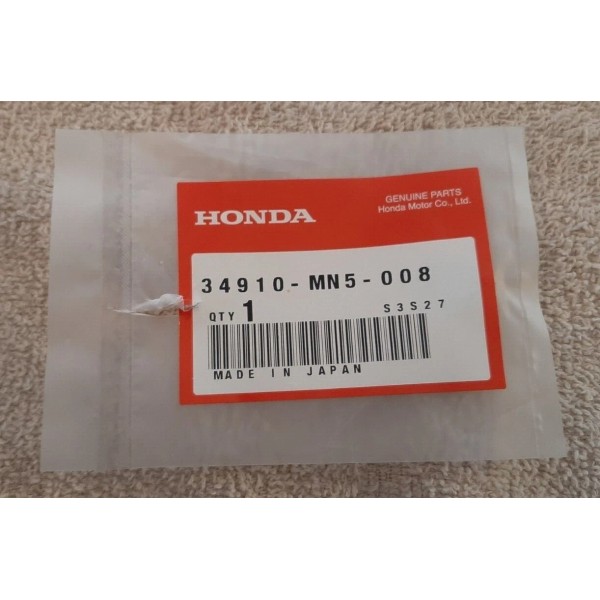 HONDA
GENUINE PARTS
Honda Motor Co., Ltd.
34910-MN5-008
QTY 1 S3S27
MADE IN JAPAN